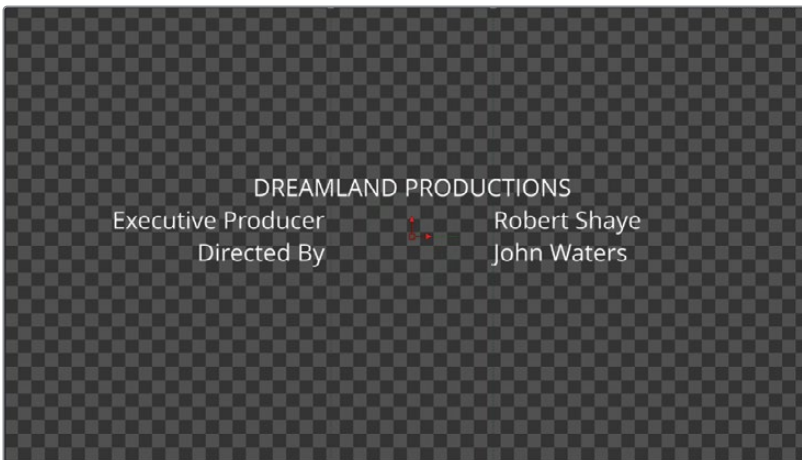 DREAMLAND PRODUCTIONS
Executive Producer Robert Shaye
Directed By John Waters